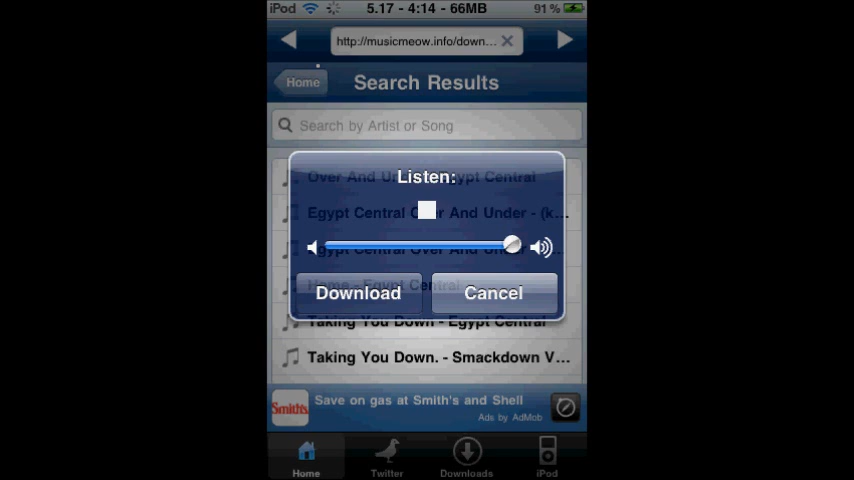 iPod 5.17 - 4:14 - 66MB 91%
http://musicmeow.info/down...
Home Search Results
Search by Artist or Song
Over And Un Egypt Central
Listen:
Egypt Central Over And Under - (k...
Egypt Central Over And Under
Home - Egypt Central
Download Cancel
Taking You Down - Egypt Central
Taking You Down. - Smackdown V...
Smith's Save on gas at Smith's and Shell
Ads by AdMob
Home Twitter Downloads iPod